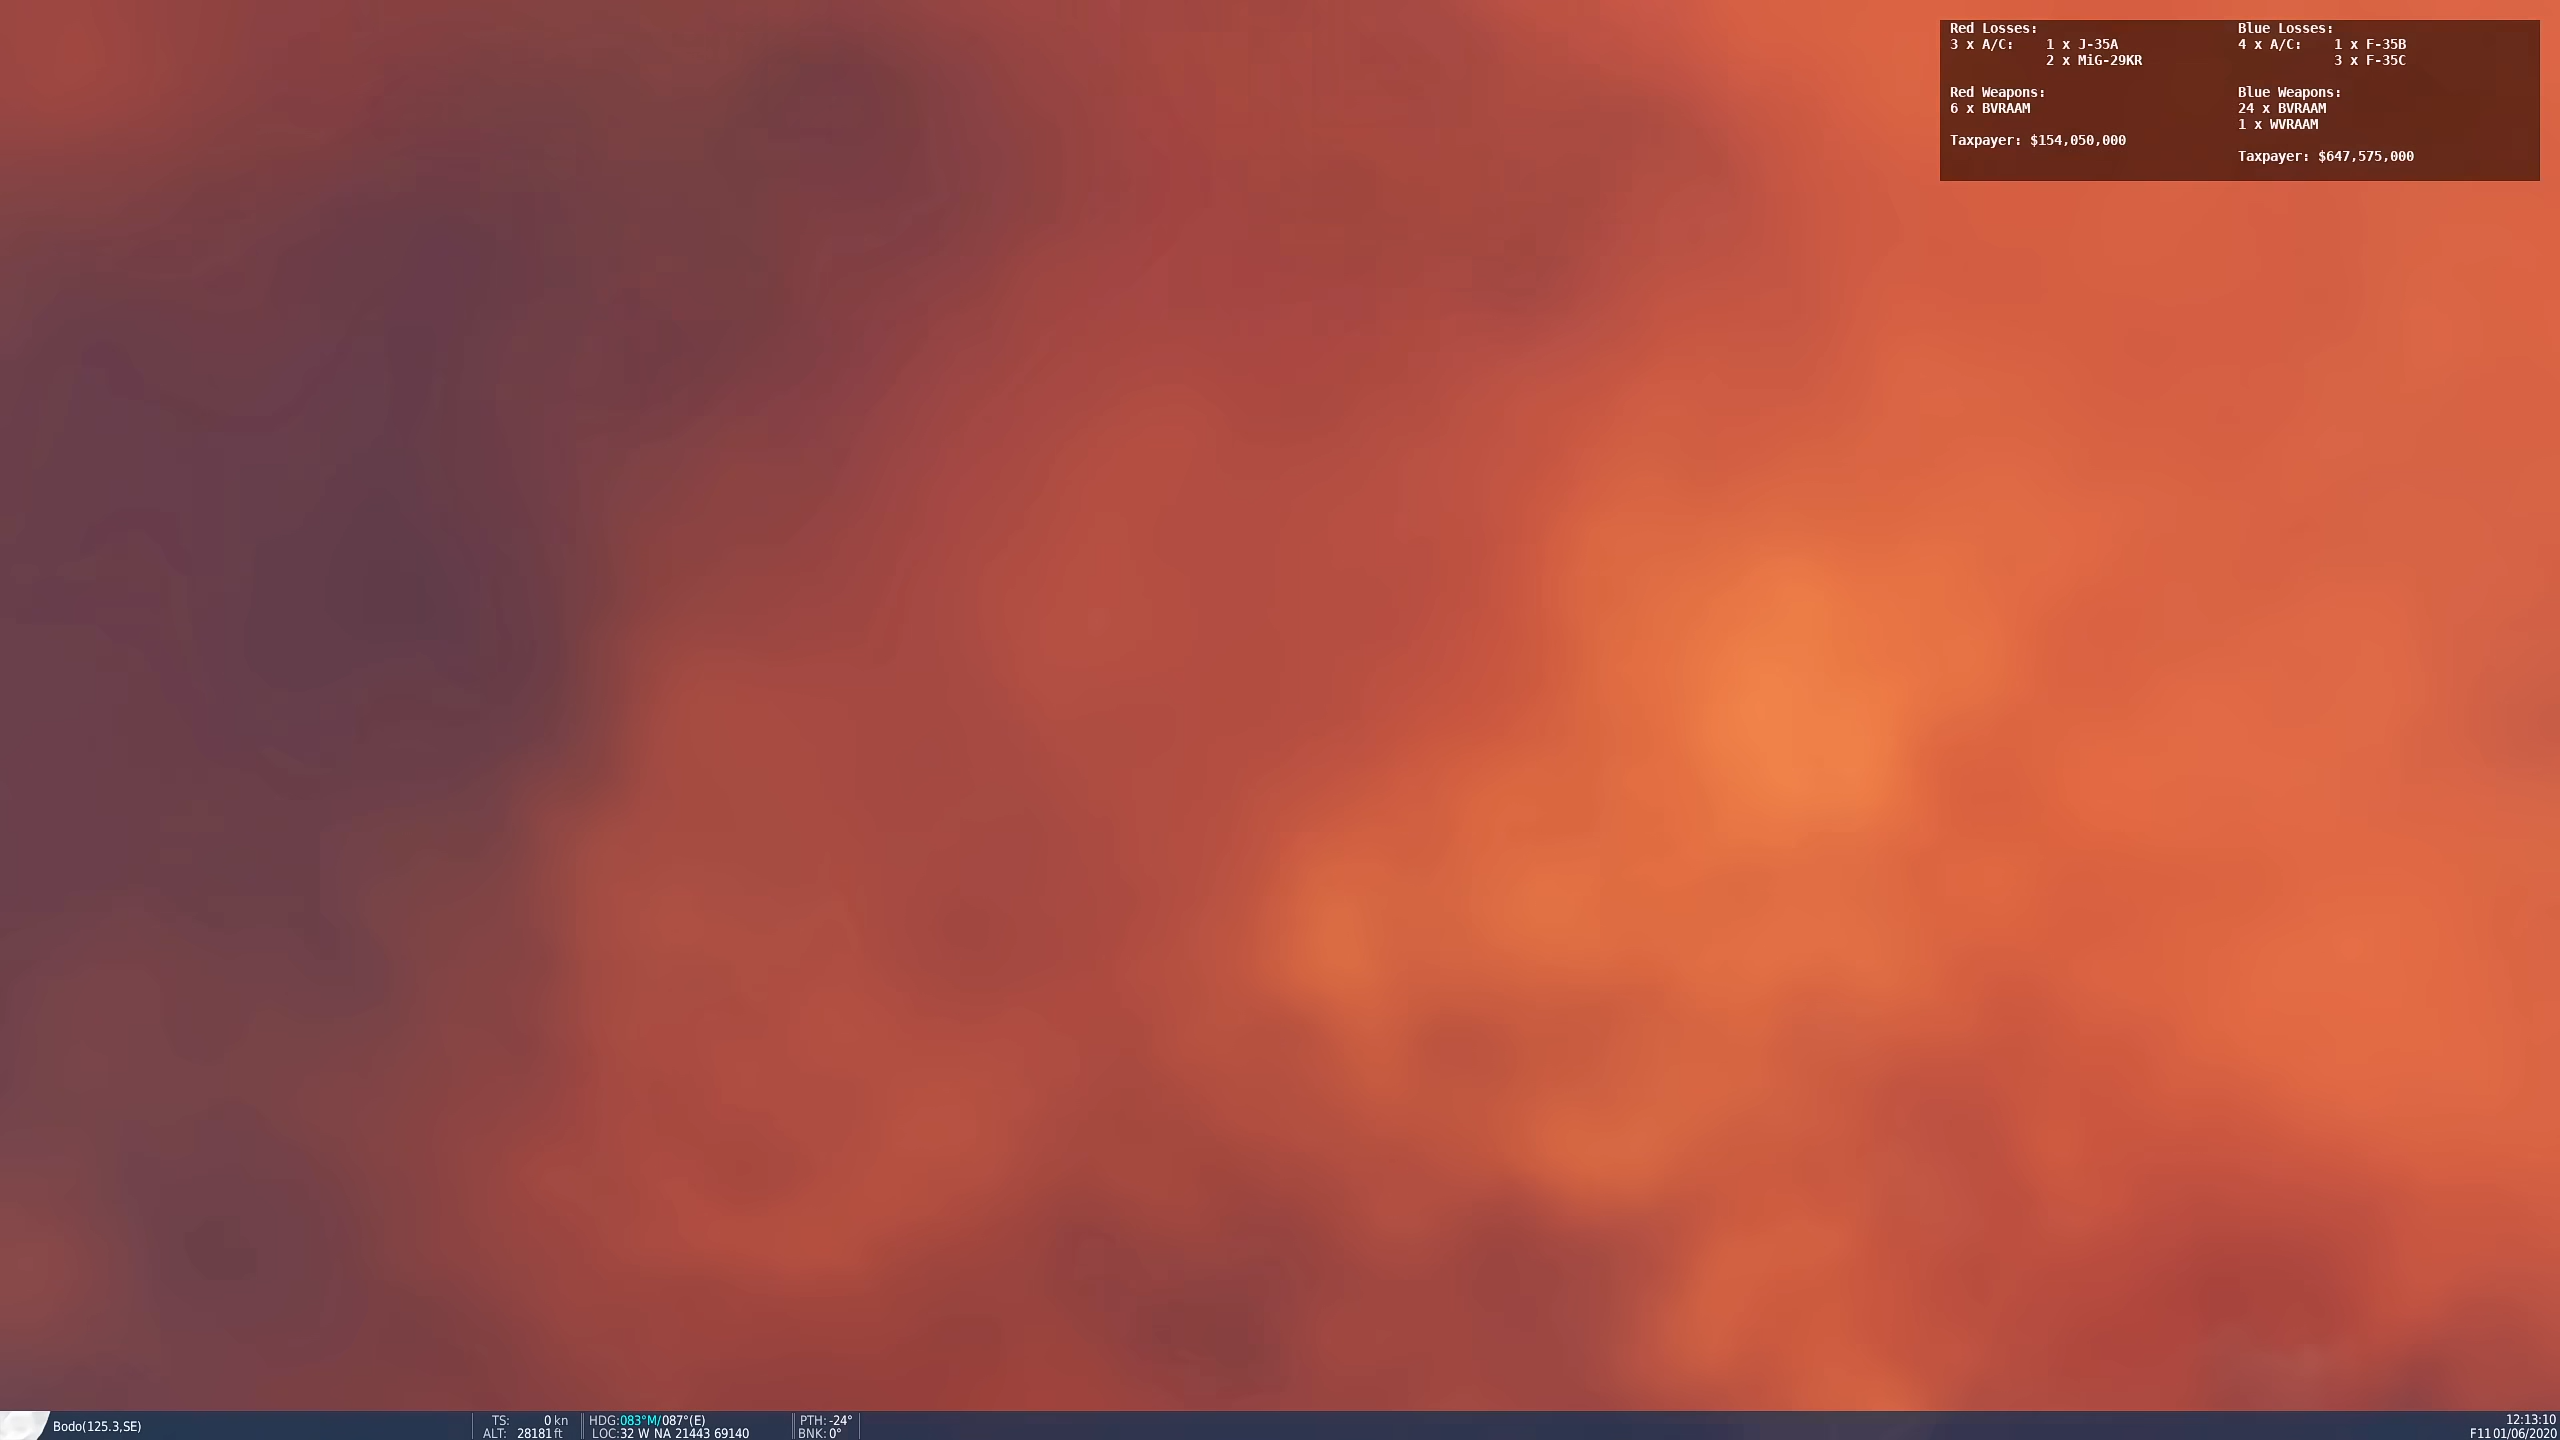 Red Losses:
3 x A/C: 1 x J-35A
2 x MiG-29KR
Red Weapons:
6 x BVRAAM
Taxpayer: $154,050,000
Blue Losses:
4 x A/C: 1 x F-35B
3 x F-35C
Blue Weapons:
24 x BVRAAM
1 x WVRAAM
Taxpayer: $647,575,000
Bodo(125.3,SE)
TS: 0 kn
ALT: 28181 ft
HDG:083°M/087°(E)
LOC:32 W NA 21443 69140
PTH:-24°
BNK:0°
12:13:10
F11 01/06/2020